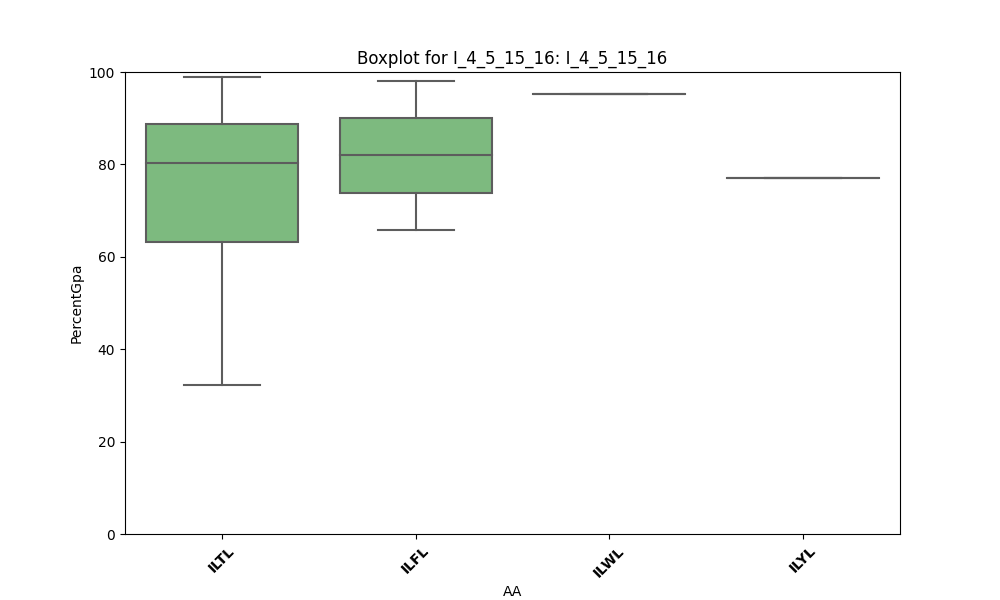 Boxplot for I_4_5_15_16: I_4_5_15_16
100
80
60
40
20
0
PercentGpa
ILTL
ILFL
ILWL
ILYL
AA